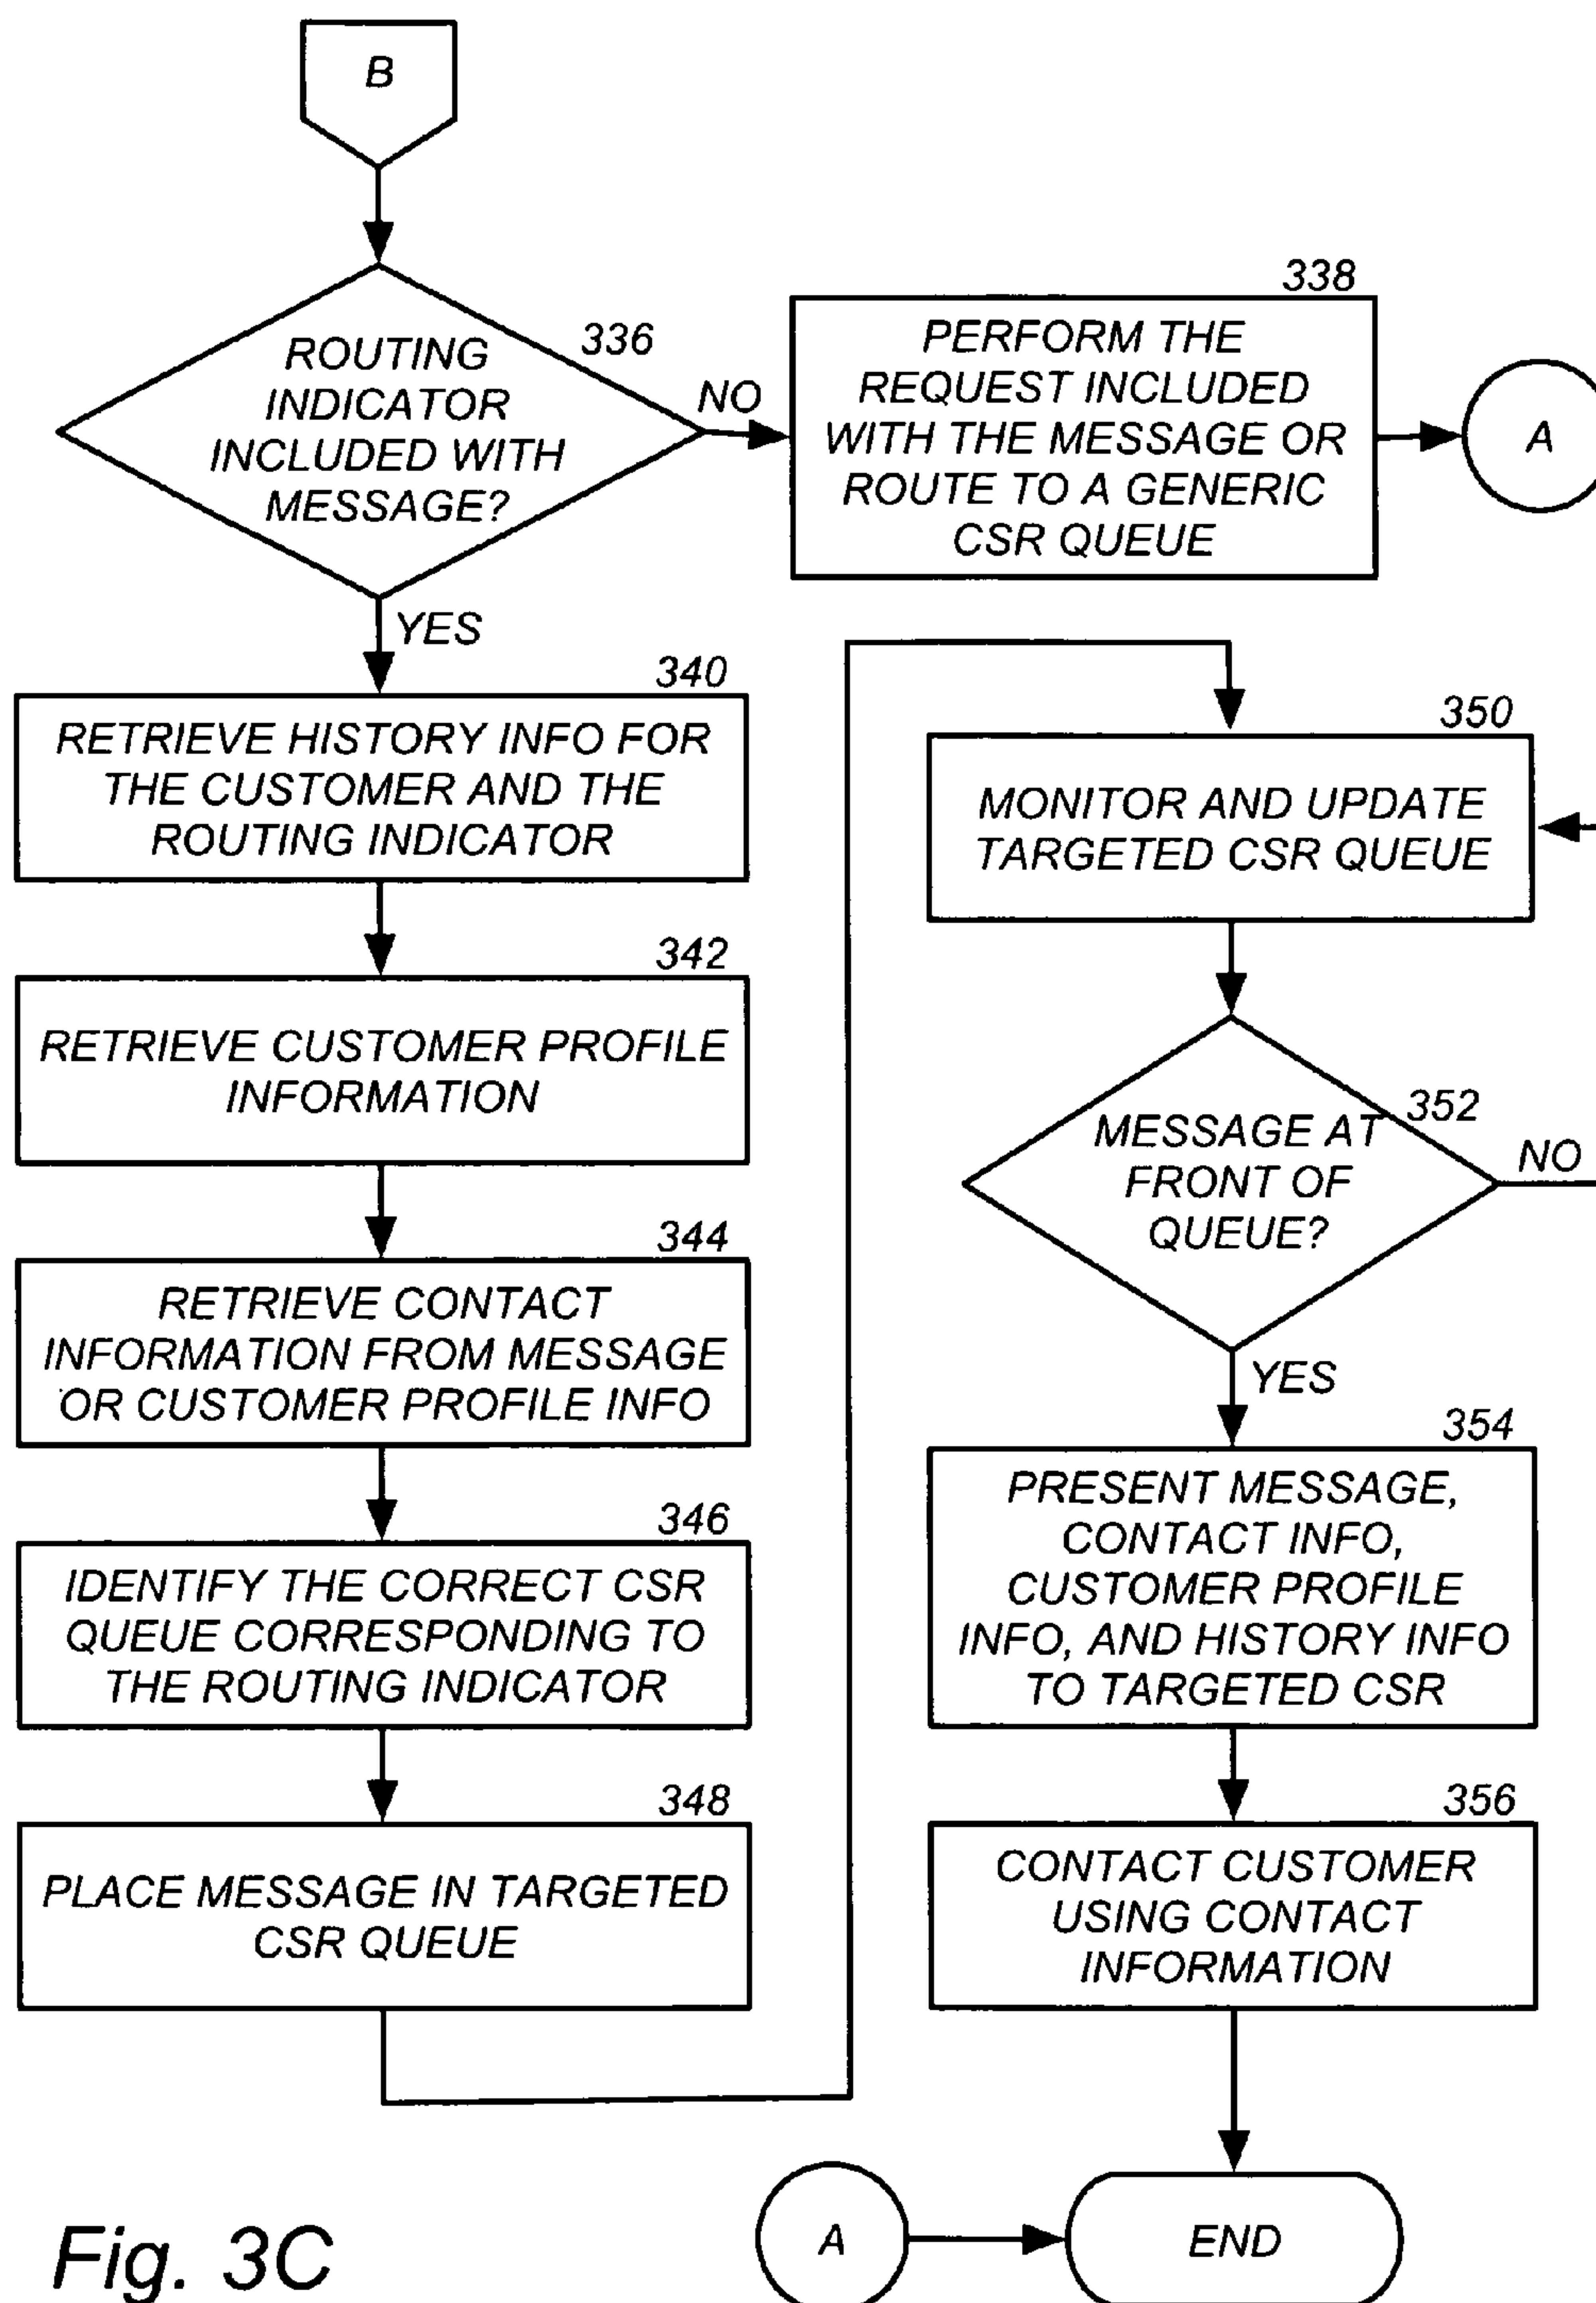 B
336
ROUTING
INDICATOR
INCLUDED WITH
MESSAGE?
NO
YES
338
PERFORM THE
REQUEST INCLUDED
WITH THE MESSAGE OR
ROUTE TO A GENERIC
CSR QUEUE
A
340
RETRIEVE HISTORY INFO FOR
THE CUSTOMER AND THE
ROUTING INDICATOR
342
RETRIEVE CUSTOMER PROFILE
INFORMATION
344
RETRIEVE CONTACT
INFORMATION FROM MESSAGE
OR CUSTOMER PROFILE INFO
346
IDENTIFY THE CORRECT CSR
QUEUE CORRESPONDING TO
THE ROUTING INDICATOR
348
PLACE MESSAGE IN TARGETED
CSR QUEUE
350
MONITOR AND UPDATE
TARGETED CSR QUEUE
352
MESSAGE AT
FRONT OF
QUEUE?
NO
YES
354
PRESENT MESSAGE,
CONTACT INFO,
CUSTOMER PROFILE
INFO, AND HISTORY INFO
TO TARGETED CSR
356
CONTACT CUSTOMER
USING CONTACT
INFORMATION
A
END
Fig. 3C